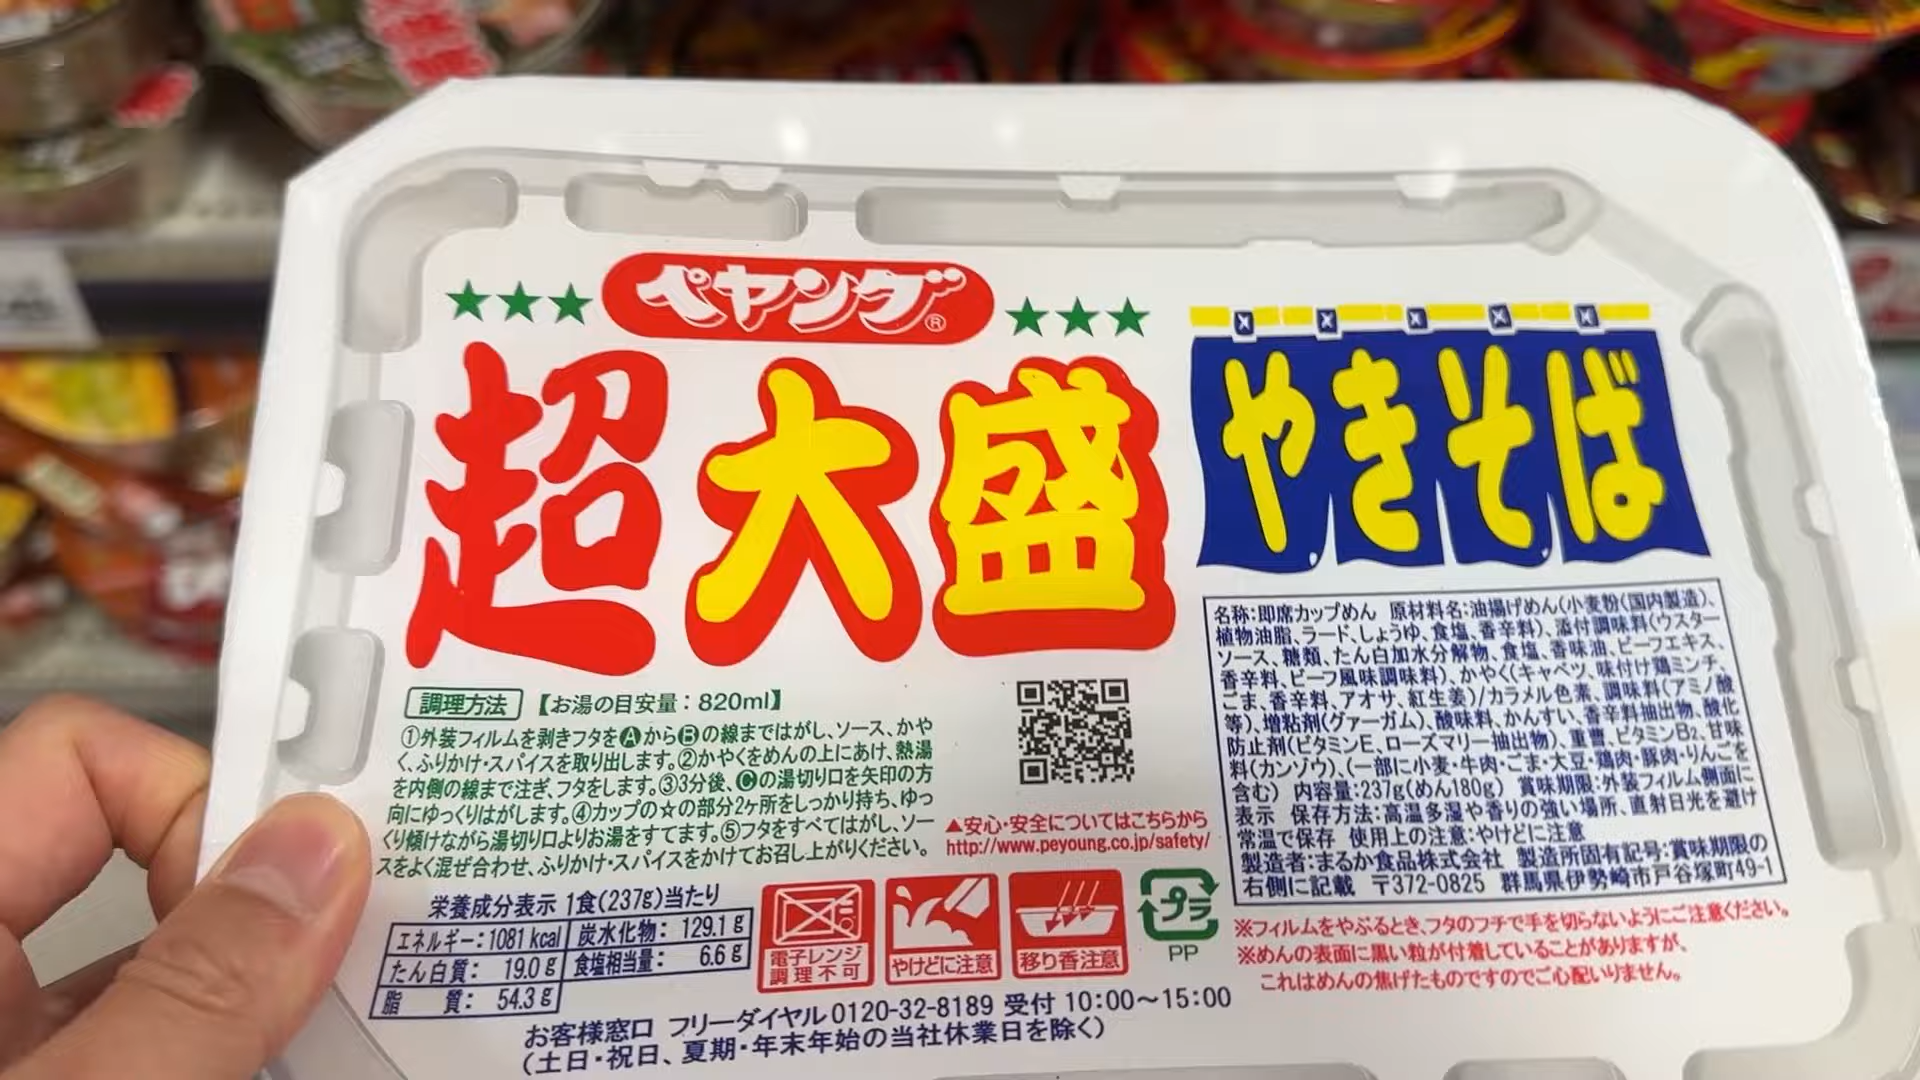 ペヤング®
超大盛
やきそば
調理方法 【お湯の目安量：820ml】
①外装フィルムを剥きフタをⒶからⒷの線まではがし、ソース、かや
く、ふりかけ・スパイスを取り出します。②かやくをめんの上にあけ、熱湯
を内側の線まで注ぎ、フタをします。③3分後、Ⓒの湯切り口を矢印の方
向にゆっくりはがします。④カップの☆の部分2ヶ所をしっかり持ち、ゆっ
くり傾けながら湯切り口よりお湯をすてます。⑤フタをすべてはがし、ソー
スをよく混ぜ合わせ、ふりかけ・スパイスをかけてお召し上がりください。
▲安心・安全についてはこちらから
http://www.peyoung.co.jp/safety/
名称：即席カップめん 原材料名：油揚げめん（小麦粉（国内製造）、
植物油脂、ラード、しょうゆ、食塩、香辛料）、添付調味料（ウスター
ソース、糖類、たん白加水分解物、食塩、香味油、ビーフエキス、
香辛料、ビーフ風味調味料）、かやく（キャベツ、味付け鶏ミンチ、
ごま、香辛料、アオサ、紅生姜）/カラメル色素、調味料（アミノ酸
等）、増粘剤（グァーガム）、酸味料、かんすい、香辛料抽出物、酸化
防止剤（ビタミンE、ローズマリー抽出物）、重曹、ビタミンB₂、甘味
料（カンゾウ）、（一部に小麦・牛肉・ごま・大豆・鶏肉・豚肉・りんごを
含む） 内容量：237g（めん180g） 賞味期限：外装フィルム側面に
表示 保存方法：高温多湿や香りの強い場所、直射日光を避け
常温で保存 使用上の注意：やけどに注意
製造者：まるか食品株式会社 製造所固有記号：賞味期限の
右側に記載 〒372-0825 群馬県伊勢崎市戸谷塚町49-1
栄養成分表示 1食（237g）当たり
エネルギー：1081kcal 炭水化物： 129.1g
たん白質： 19.0g 食塩相当量： 6.6g
脂 質： 54.3g
電子レンジ
調理不可
やけどに注意
移り香注意
プラ
PP
※フィルムをやぶるとき、フタのフチで手を切らないようにご注意ください。
※めんの表面に黒い粒が付着していることがありますが、
これはめんの焦げたものですのでご心配いりません。
お客様窓口 フリーダイヤル0120-32-8189 受付 10：00～15：00
（土日・祝日、夏期・年末年始の当社休業日を除く）